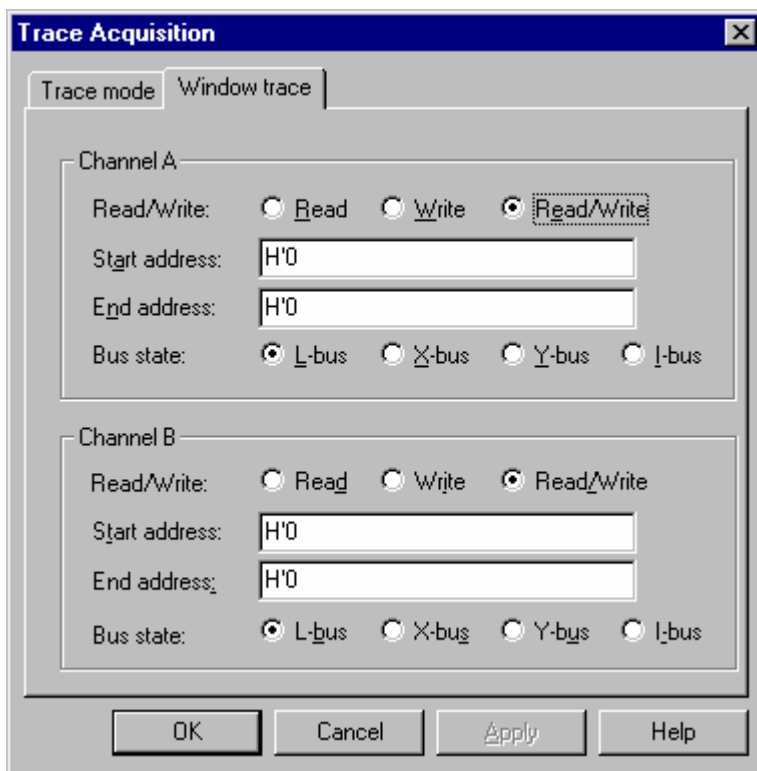 Trace Acquisition
Trace mode Window trace
Channel A
Read/Write: Read Write Read/Write
Start address: H'0
End address: H'0
Bus state: L-bus X-bus Y-bus I-bus
Channel B
Read/Write: Read Write Read/Write
Start address: H'0
End address: H'0
Bus state: L-bus X-bus Y-bus I-bus
OK Cancel Apply Help